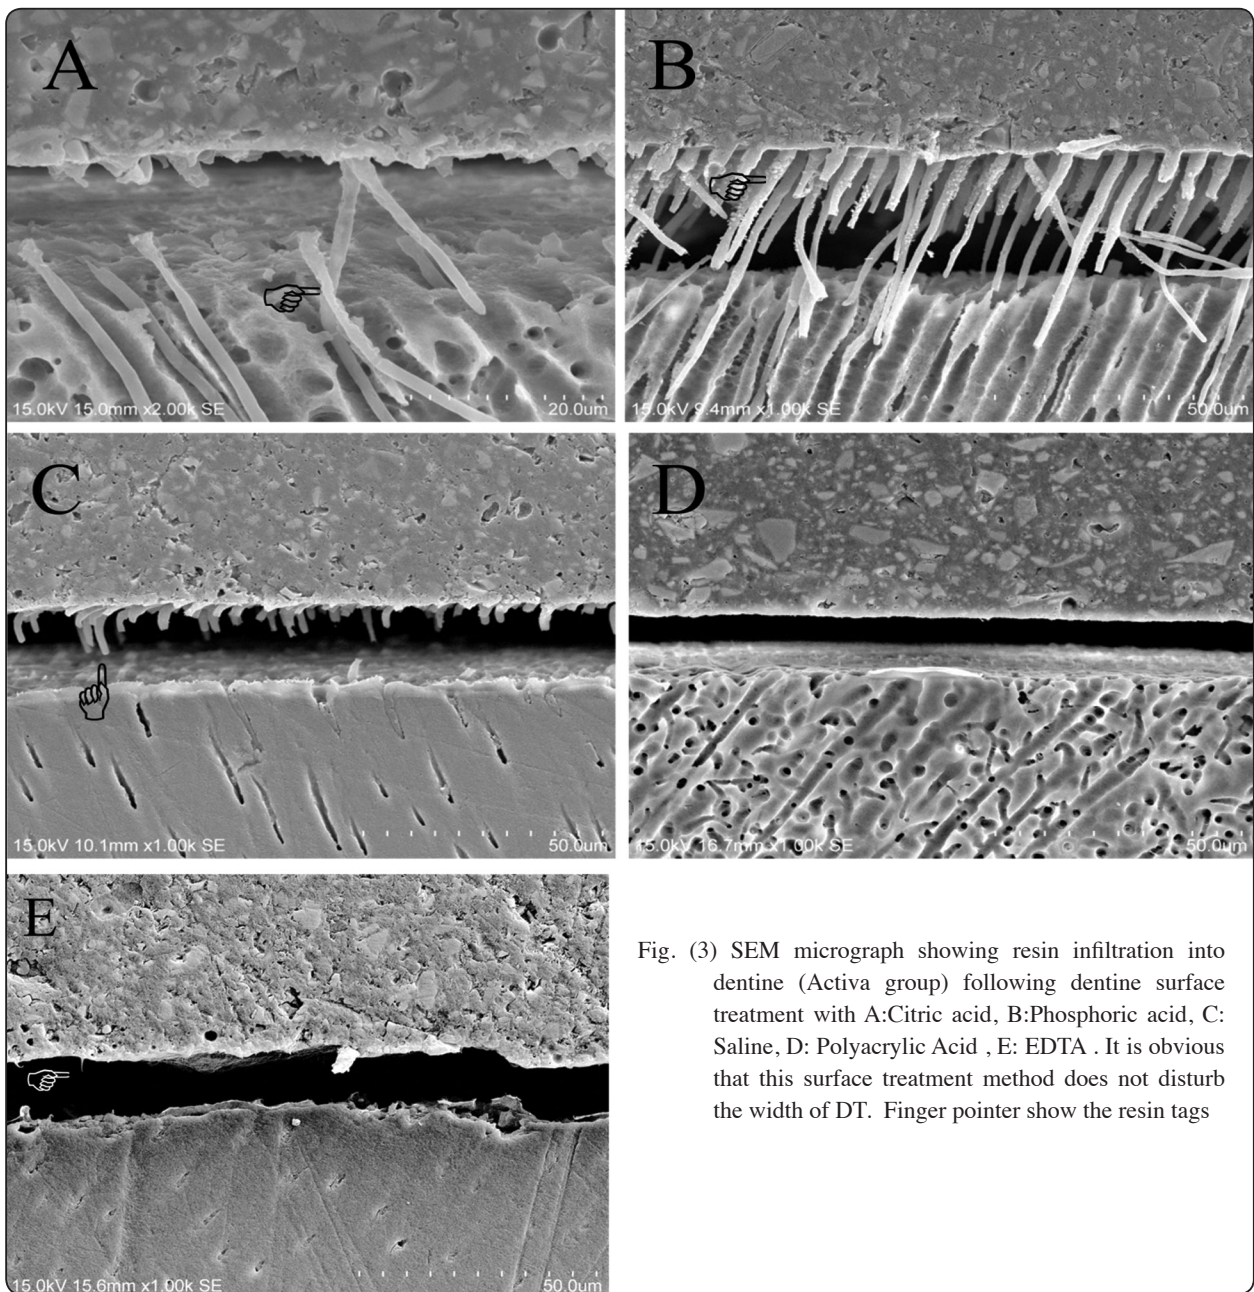 A
B
15.0kV 15.0mm x2.00k SE
20.0um
15.0kV 9.4mm x1.00k SE
50.0um
C
D
15.0kV 10.1mm x1.00k SE
50.0um
15.0kV 16.7mm x1.00k SE
50.0um
E
15.0kV 15.6mm x1.00k SE
50.0um
Fig. (3) SEM micrograph showing resin infiltration into
dentine (Activa group) following dentine surface
treatment with A:Citric acid, B:Phosphoric acid, C:
Saline, D: Polyacrylic Acid , E: EDTA . It is obvious
that this surface treatment method does not disturb
the width of DT. Finger pointer show the resin tags